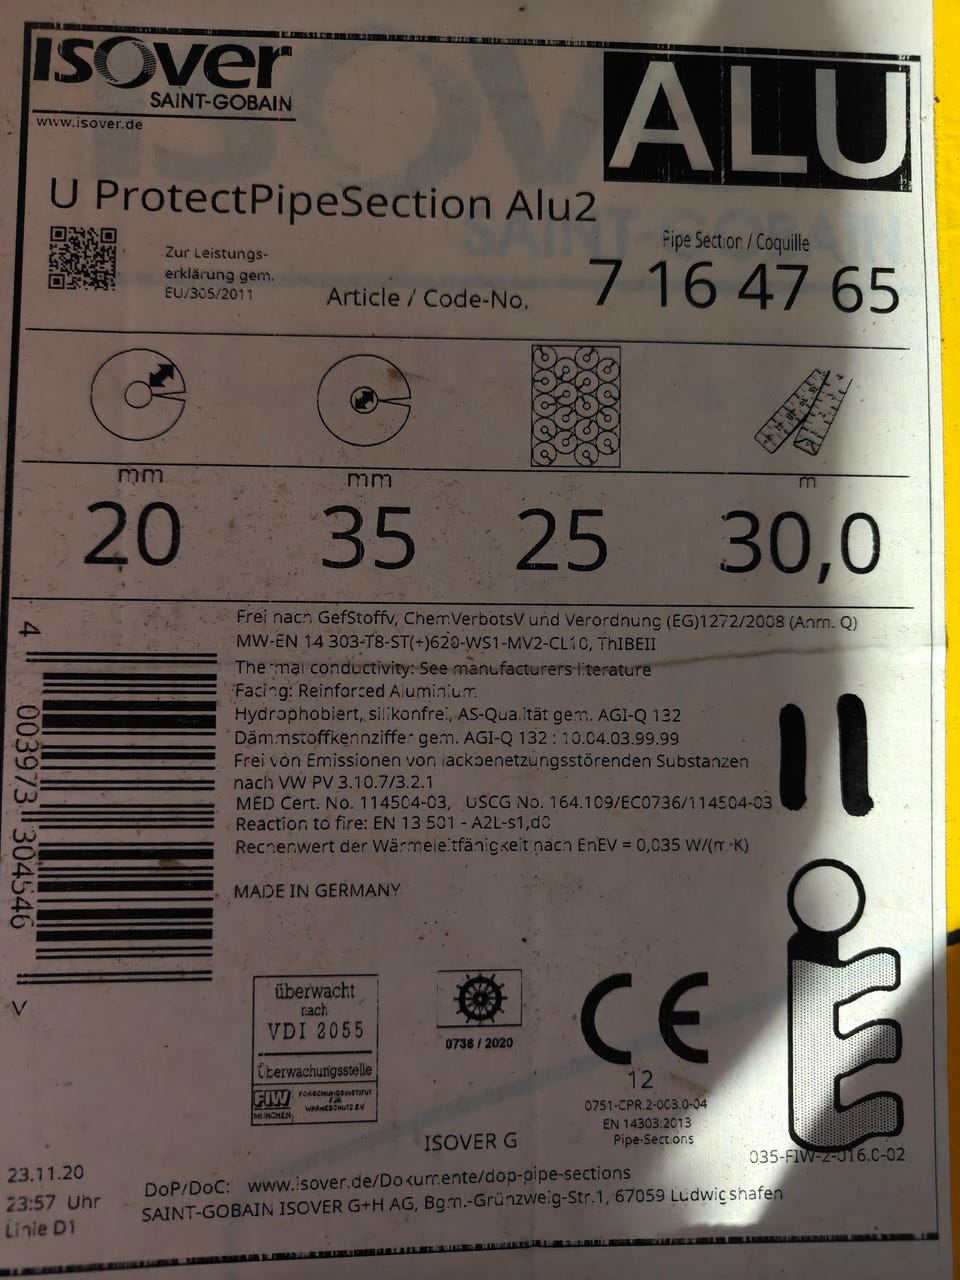 isover
SAINT-GOBAIN
www.isover.de
ALU
U ProtectPipeSection Alu2
Zur Leistungs-
erklärung gem.
EU/305/2011
Pipe Section / Coquille
Article / Code-No. 7 16 47 65
mm mm m
20 35 25 30,0
Frei nach GefStoffv, ChemVerbotsV und Verordnung (EG)1272/2008 (Anm. Q)
MW-EN 14 303-T8-ST(+)620-WS1-MV2-CL10, ThIBEII
Thermal conductivity: See manufacturers literature
Facing: Reinforced Aluminium
Hydrophobiert, silikonfrei, AS-Qualität gem. AGI-Q 132
Dämmstoffkennziffer gem. AGI-Q 132 : 10.04.03.99.99
Frei von Emissionen von lackbenetzungsstörenden Substanzen
nach VW PV 3.10.7/3.2.1
MED Cert. No. 114504-03, USCG No. 164.109/EC0736/114504-03
Reaction to fire: EN 13 501 - A2L-s1,d0
Rechenwert der Wärmeleitfähigkeit nach EnEV = 0,035 W/(m·K)
MADE IN GERMANY
4 003973 304546 >
II
überwacht
nach
VDI 2055
Überwachungsstelle
FIW
MÜNCHEN
FORSCHUNGSINSTITUT
FÜR
WÄRMESCHUTZ E.V
0736 / 2020
CE
12
0751-CPR.2-003.0-04
EN 14303:2013
Pipe-Sections
ISOVER G
035-FIW-2-016.0-02
23.11.20
23:57 Uhr
Linie D1
DoP/DoC: www.isover.de/Dokumente/dop-pipe-sections
SAINT-GOBAIN ISOVER G+H AG, Bgm.-Grünzweig-Str.1, 67059 Ludwigshafen